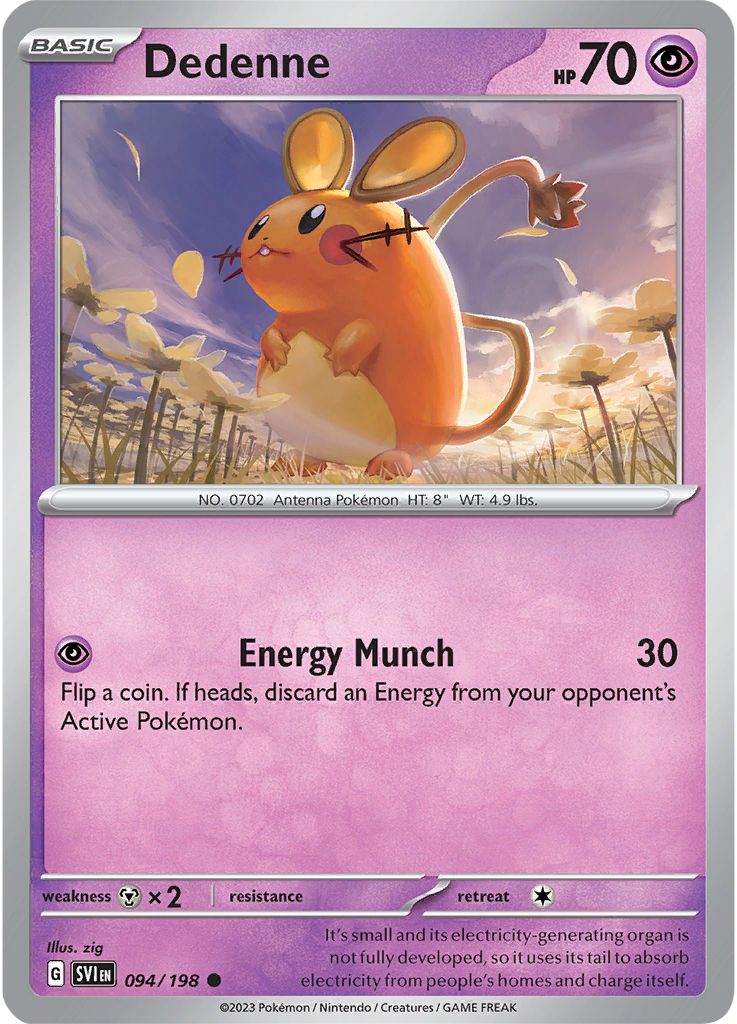 BASIC
Dedenne
HP 70
NO. 0702 Antenna Pokémon HT: 8" WT: 4.9 lbs.
Energy Munch 30
Flip a coin. If heads, discard an Energy from your opponent's
Active Pokémon.
weakness ×2 resistance retreat
Illus. zig
G SVI EN 094/198
It's small and its electricity-generating organ is
not fully developed, so it uses its tail to absorb
electricity from people's homes and charge itself.
©2023 Pokémon / Nintendo / Creatures / GAME FREAK